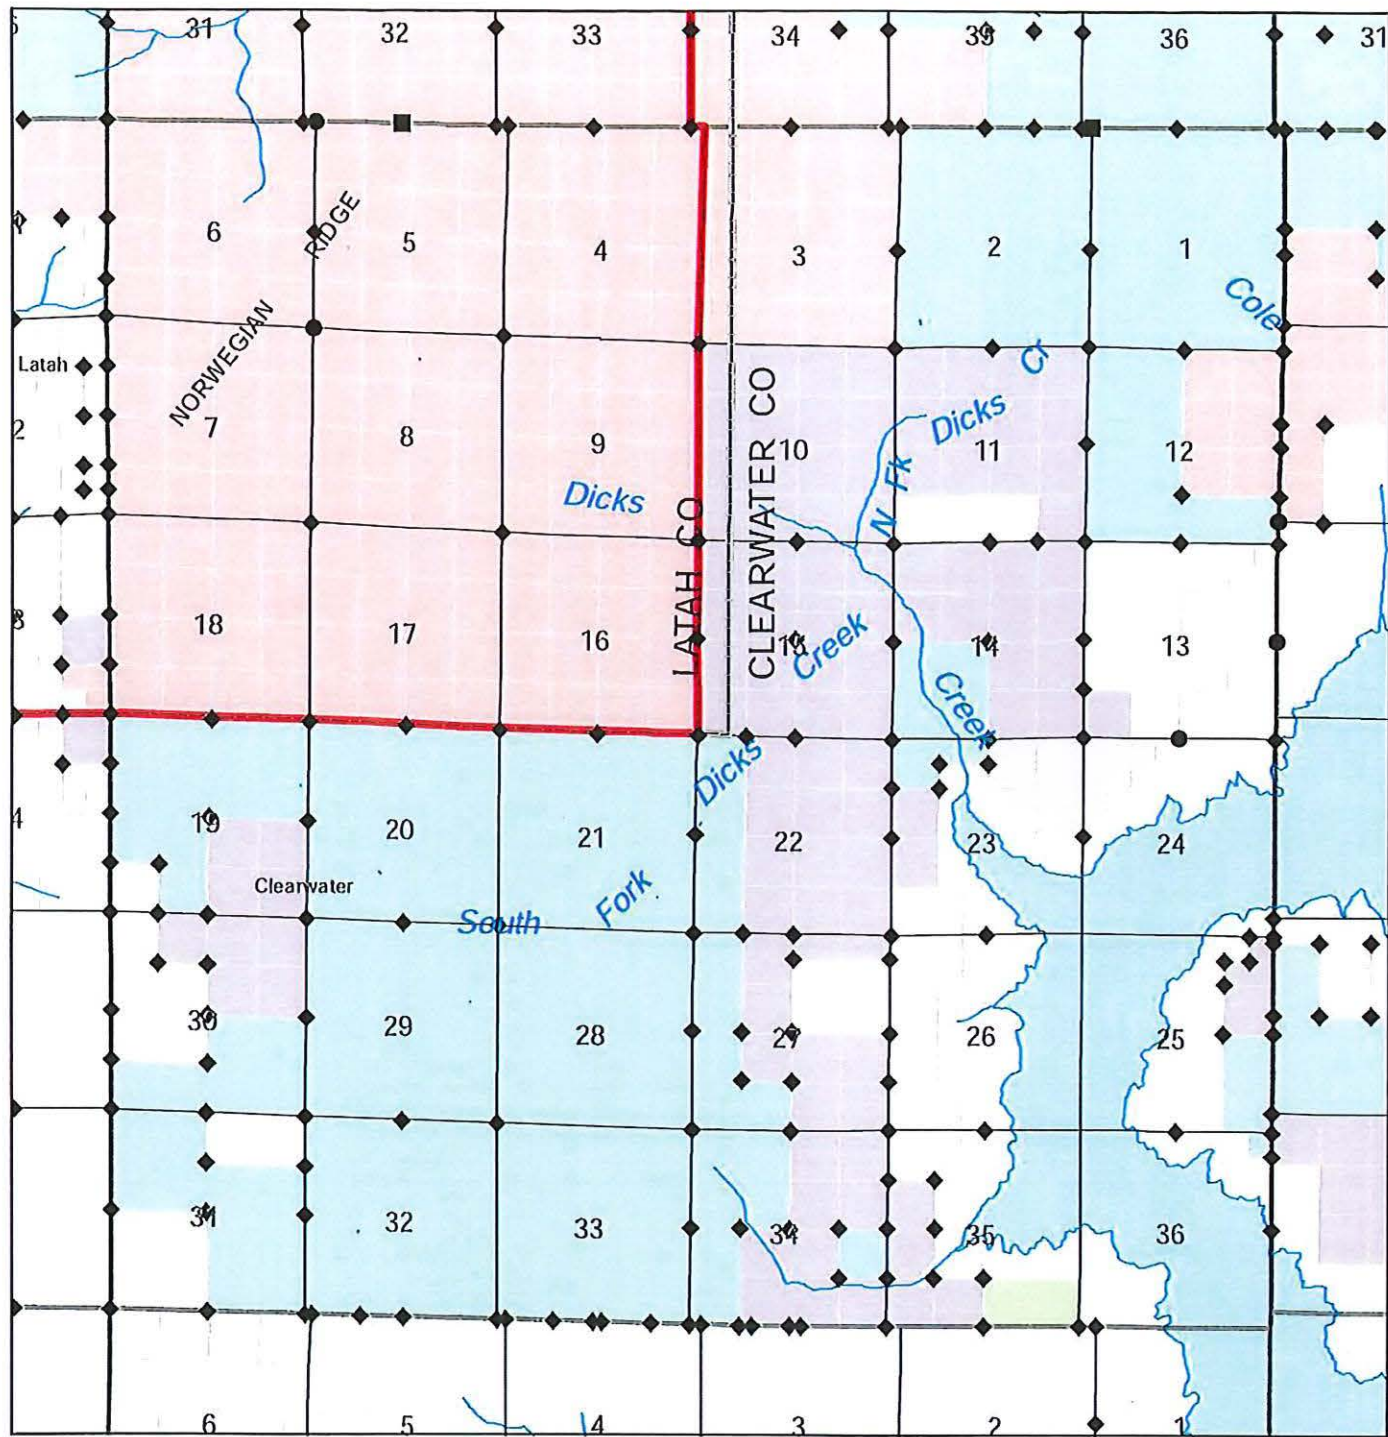 31 32 33 34 35 36 31
6 5 4 3 2 1
NORWEGIAN RIDGE
Cole
Latah
Cr
2 7 8 9 10 11 12
Dicks
Dicks
N Fk
LATAH CO
CLEARWATER CO
18 17 16 15 14 13
Creek
Creek
Dicks
4 19 20 21 22 23 24
Clearwater
South Fork
30 29 28 27 26 25
31 32 33 34 35 36
6 5 4 3 2 1